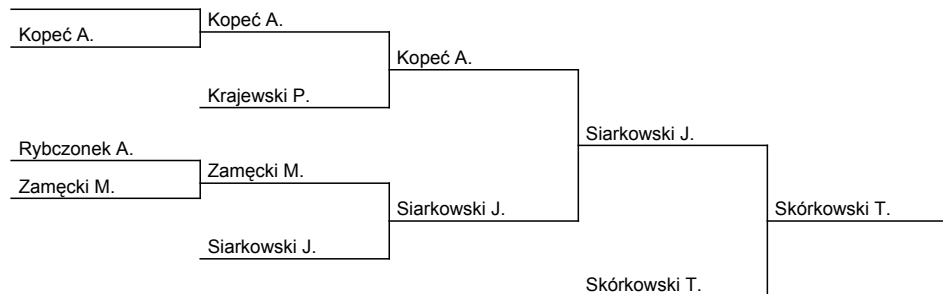 Kopeć A.
Kopeć A.
Kopeć A.
Krajewski P.
Siarkowski J.
Rybczonek A.
Zamęcki M.
Zamęcki M.
Siarkowski J.
Skórkowski T.
Siarkowski J.
Skórkowski T.